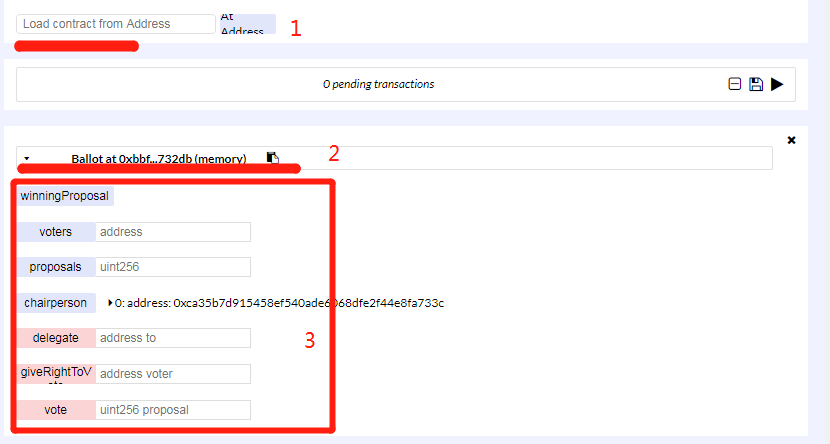 Load contract from Address At Address 1
0 pending transactions
Ballot at 0xbbf...732db (memory) 2
winningProposal
voters address
proposals uint256
chairperson 0: address: 0xca35b7d915458ef540ade6068dfe2f44e8fa733c
delegate address to 3
giveRightToVote address voter
vote uint256 proposal